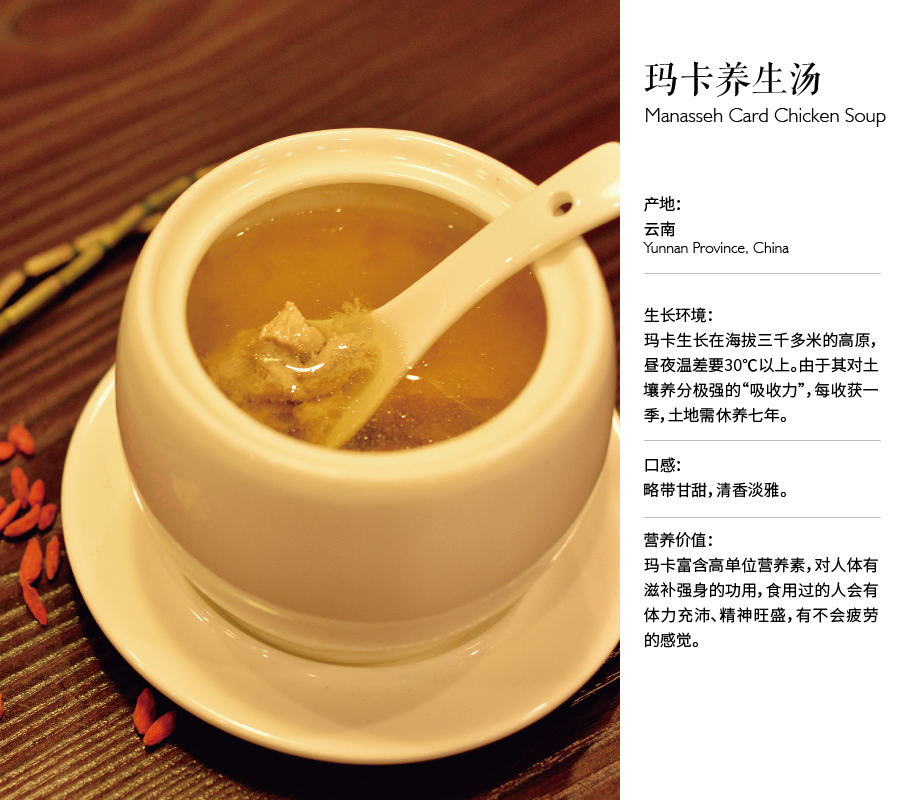 玛卡养生汤
Manasseh Card Chicken Soup
产地：
云南
Yunnan Province, China
生长环境：
玛卡生长在海拔三千多米的高原，
昼夜温差要30℃以上。由于其对土
壤养分极强的“吸收力”，每收获一
季，土地需休养七年。
口感：
略带甘甜，清香淡雅。
营养价值：
玛卡富含高单位营养素，对人体有
滋补强身的功用，食用过的人会有
体力充沛、精神旺盛，有不会疲劳
的感觉。